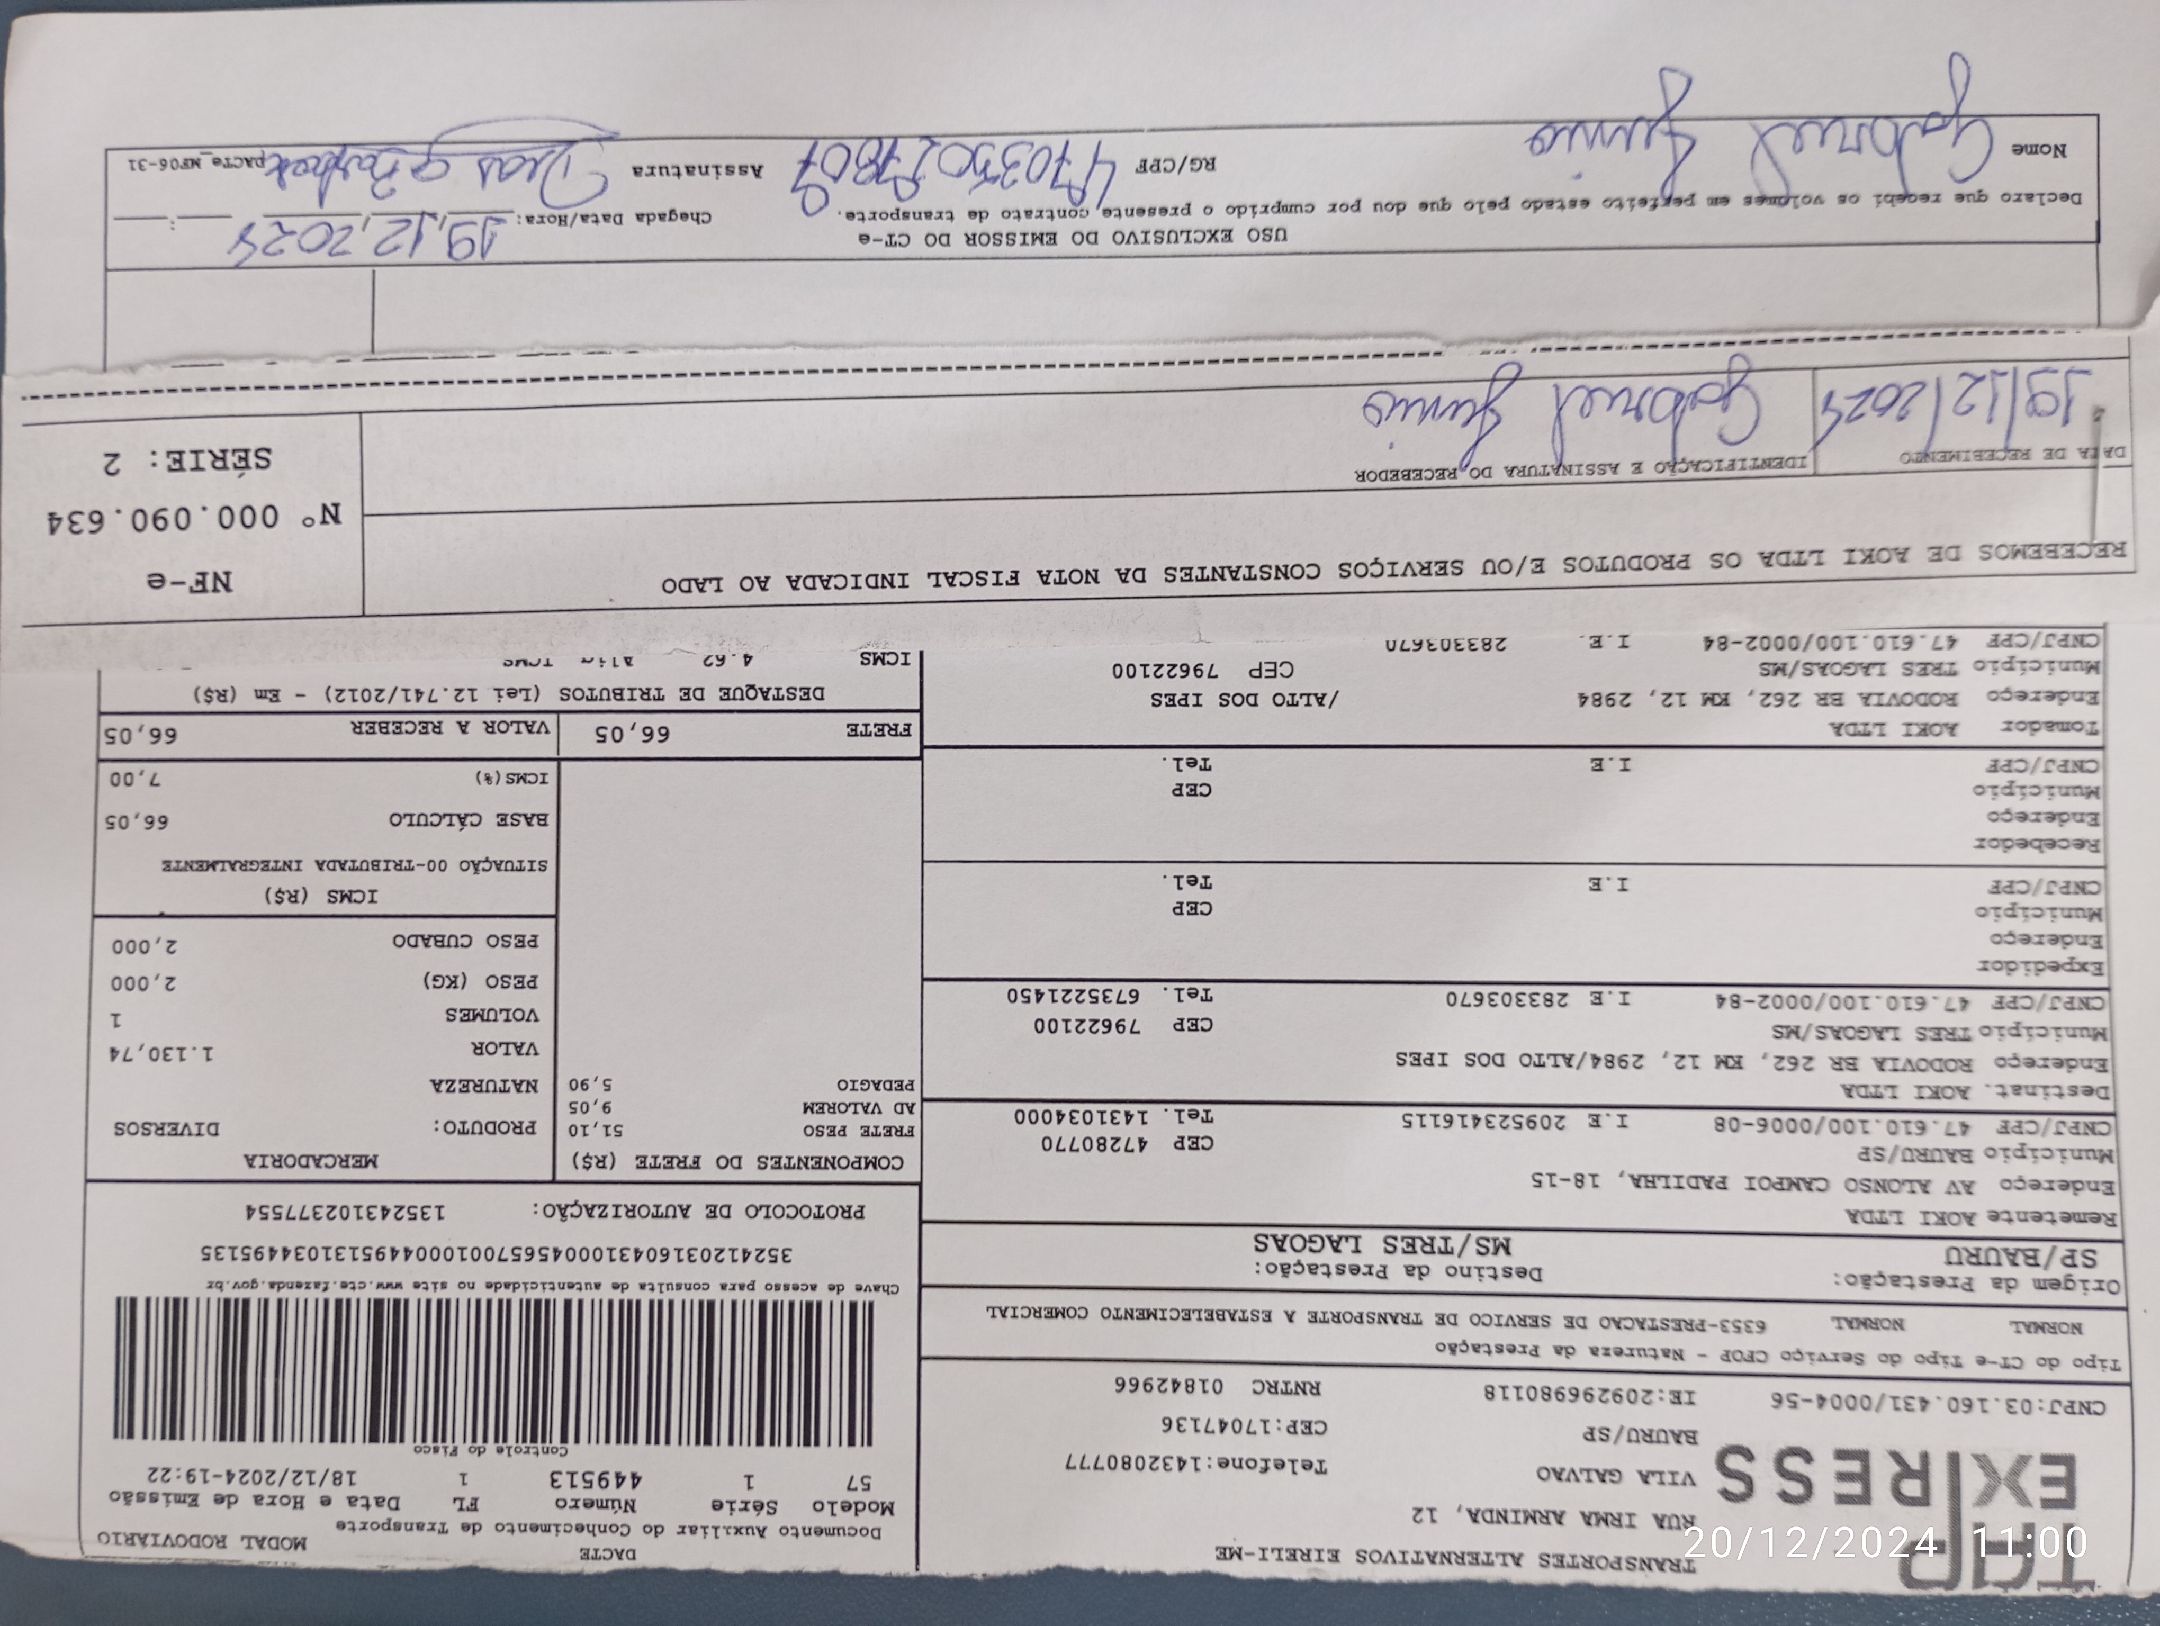 TRANSPORTES ALTERNATIVOS EIRELI-ME
TAP
EXPRESS
RUA IRMA ARMINDA, 12
VILA GALVAO
Telefone:1432080777
BAURU/SP
CEP:17047136
CNPJ:03.160.431/0004-56 IE:209296980118 RNTRC 01842966
DACTE
Documento Auxiliar do Conhecimento de Transporte
MODAL RODOVIÁRIO
Modelo Série Número FL Data e Hora de Emissão
57 1 449513 1 18/12/2024-19:22
Controle do Fisco
Tipo do CT-e Tipo do Serviço CFOP - Natureza da Prestação
NORMAL NORMAL 6353-PRESTACAO DE SERVICO DE TRANSPORTE A ESTABELECIMENTO COMERCIAL
Chave de acesso para consulta de autenticidade no site www.cte.fazenda.gov.br
35241203160431000456570010004495131034495135
Origem da Prestação: Destino da Prestação:
SP/BAURU MS/TRES LAGOAS
PROTOCOLO DE AUTORIZAÇÃO: 135243102377554
Remetente AOKI LTDA
Endereço AV ALONSO CAMPOI PADILHA, 18-15
Município BAURU/SP CEP 47280770
CNPJ/CPF 47.610.100/0006-08 I.E 209523416115 Tel. 1431034000
Destinat. AOKI LTDA
Endereço RODOVIA BR 262, KM 12, 2984/ALTO DOS IPES
Município TRES LAGOAS/MS CEP 79622100
CNPJ/CPF 47.610.100/0002-84 I.E 283303670 Tel. 6735221450
Expedidor
Endereço
Município CEP
CNPJ/CPF I.E Tel.
Recebedor
Endereço
Município CEP
CNPJ/CPF I.E Tel.
Tomador AOKI LTDA
Endereço RODOVIA BR 262, KM 12, 2984 /ALTO DOS IPES
Município TRES LAGOAS/MS CEP 79622100
CNPJ/CPF 47.610.100/0002-84 I.E. 283303670
COMPONENTES DO FRETE (R$)
FRETE PESO 51,10
AD VALOREM 9,05
PEDAGIO 5,90
MERCADORIA
PRODUTO: DIVERSOS
NATUREZA
VALOR 1.130,74
VOLUMES 1
PESO (KG) 2,000
PESO CUBADO 2,000
ICMS (R$)
SITUAÇÃO 00-TRIBUTADA INTEGRALMENTE
BASE CÁLCULO 66,05
ICMS(%) 7,00
FRETE 66,05 VALOR A RECEBER 66,05
DESTAQUE DE TRIBUTOS (Lei 12.741/2012) - Em (R$)
ICMS 4.62 Aliq ICMS
RECEBEMOS DE AOKI LTDA OS PRODUTOS E/OU SERVIÇOS CONSTANTES DA NOTA FISCAL INDICADA AO LADO
NF-e
Nº 000.090.634
SÉRIE: 2
DATA DE RECEBIMENTO IDENTIFICAÇÃO E ASSINATURA DO RECEBEDOR
19/12/2024 Gabriel Junio
USO EXCLUSIVO DO EMISSOR DO CT-e
Declaro que recebi os volumes em perfeito estado pelo que dou por cumprido o presente contrato de transporte.
Chegada Data/Hora: 19,12,2024 :
Nome Gabriel Junio
RG/CPF
Assinatura
pACTe_MF06-31
20/12/2024 11:00